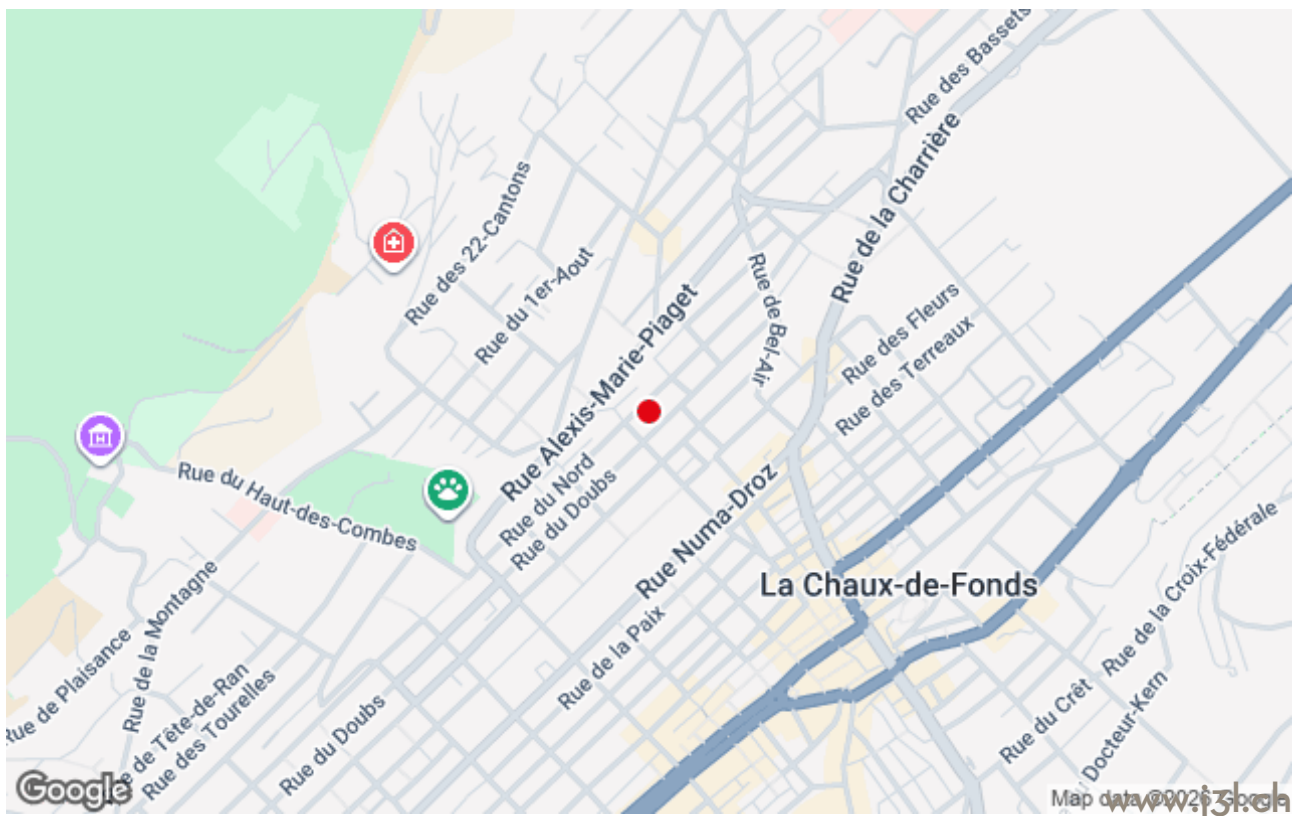 Rue des Bassets
Rue de la Charrière
Rue des 22-Cantons
Rue du 1er-Aout
Rue Alexis-Marie-Piaget
Rue de Bel-Air
Rue des Fleurs
Rue des Terreaux
Rue du Haut-des-Combes
Rue du Nord
Rue du Doubs
Rue Numa-Droz
La Chaux-de-Fonds
Rue de la Croix-Fédérale
Rue de la Montagne
Rue de Plaisance
Rue de la Paix
de Tête-de-Ran
Rue des Tourelles
Rue du Doubs
Rue du Crêt
Docteur-Kern
H
Google
Map data ©2026 Google
www.j3l.ch